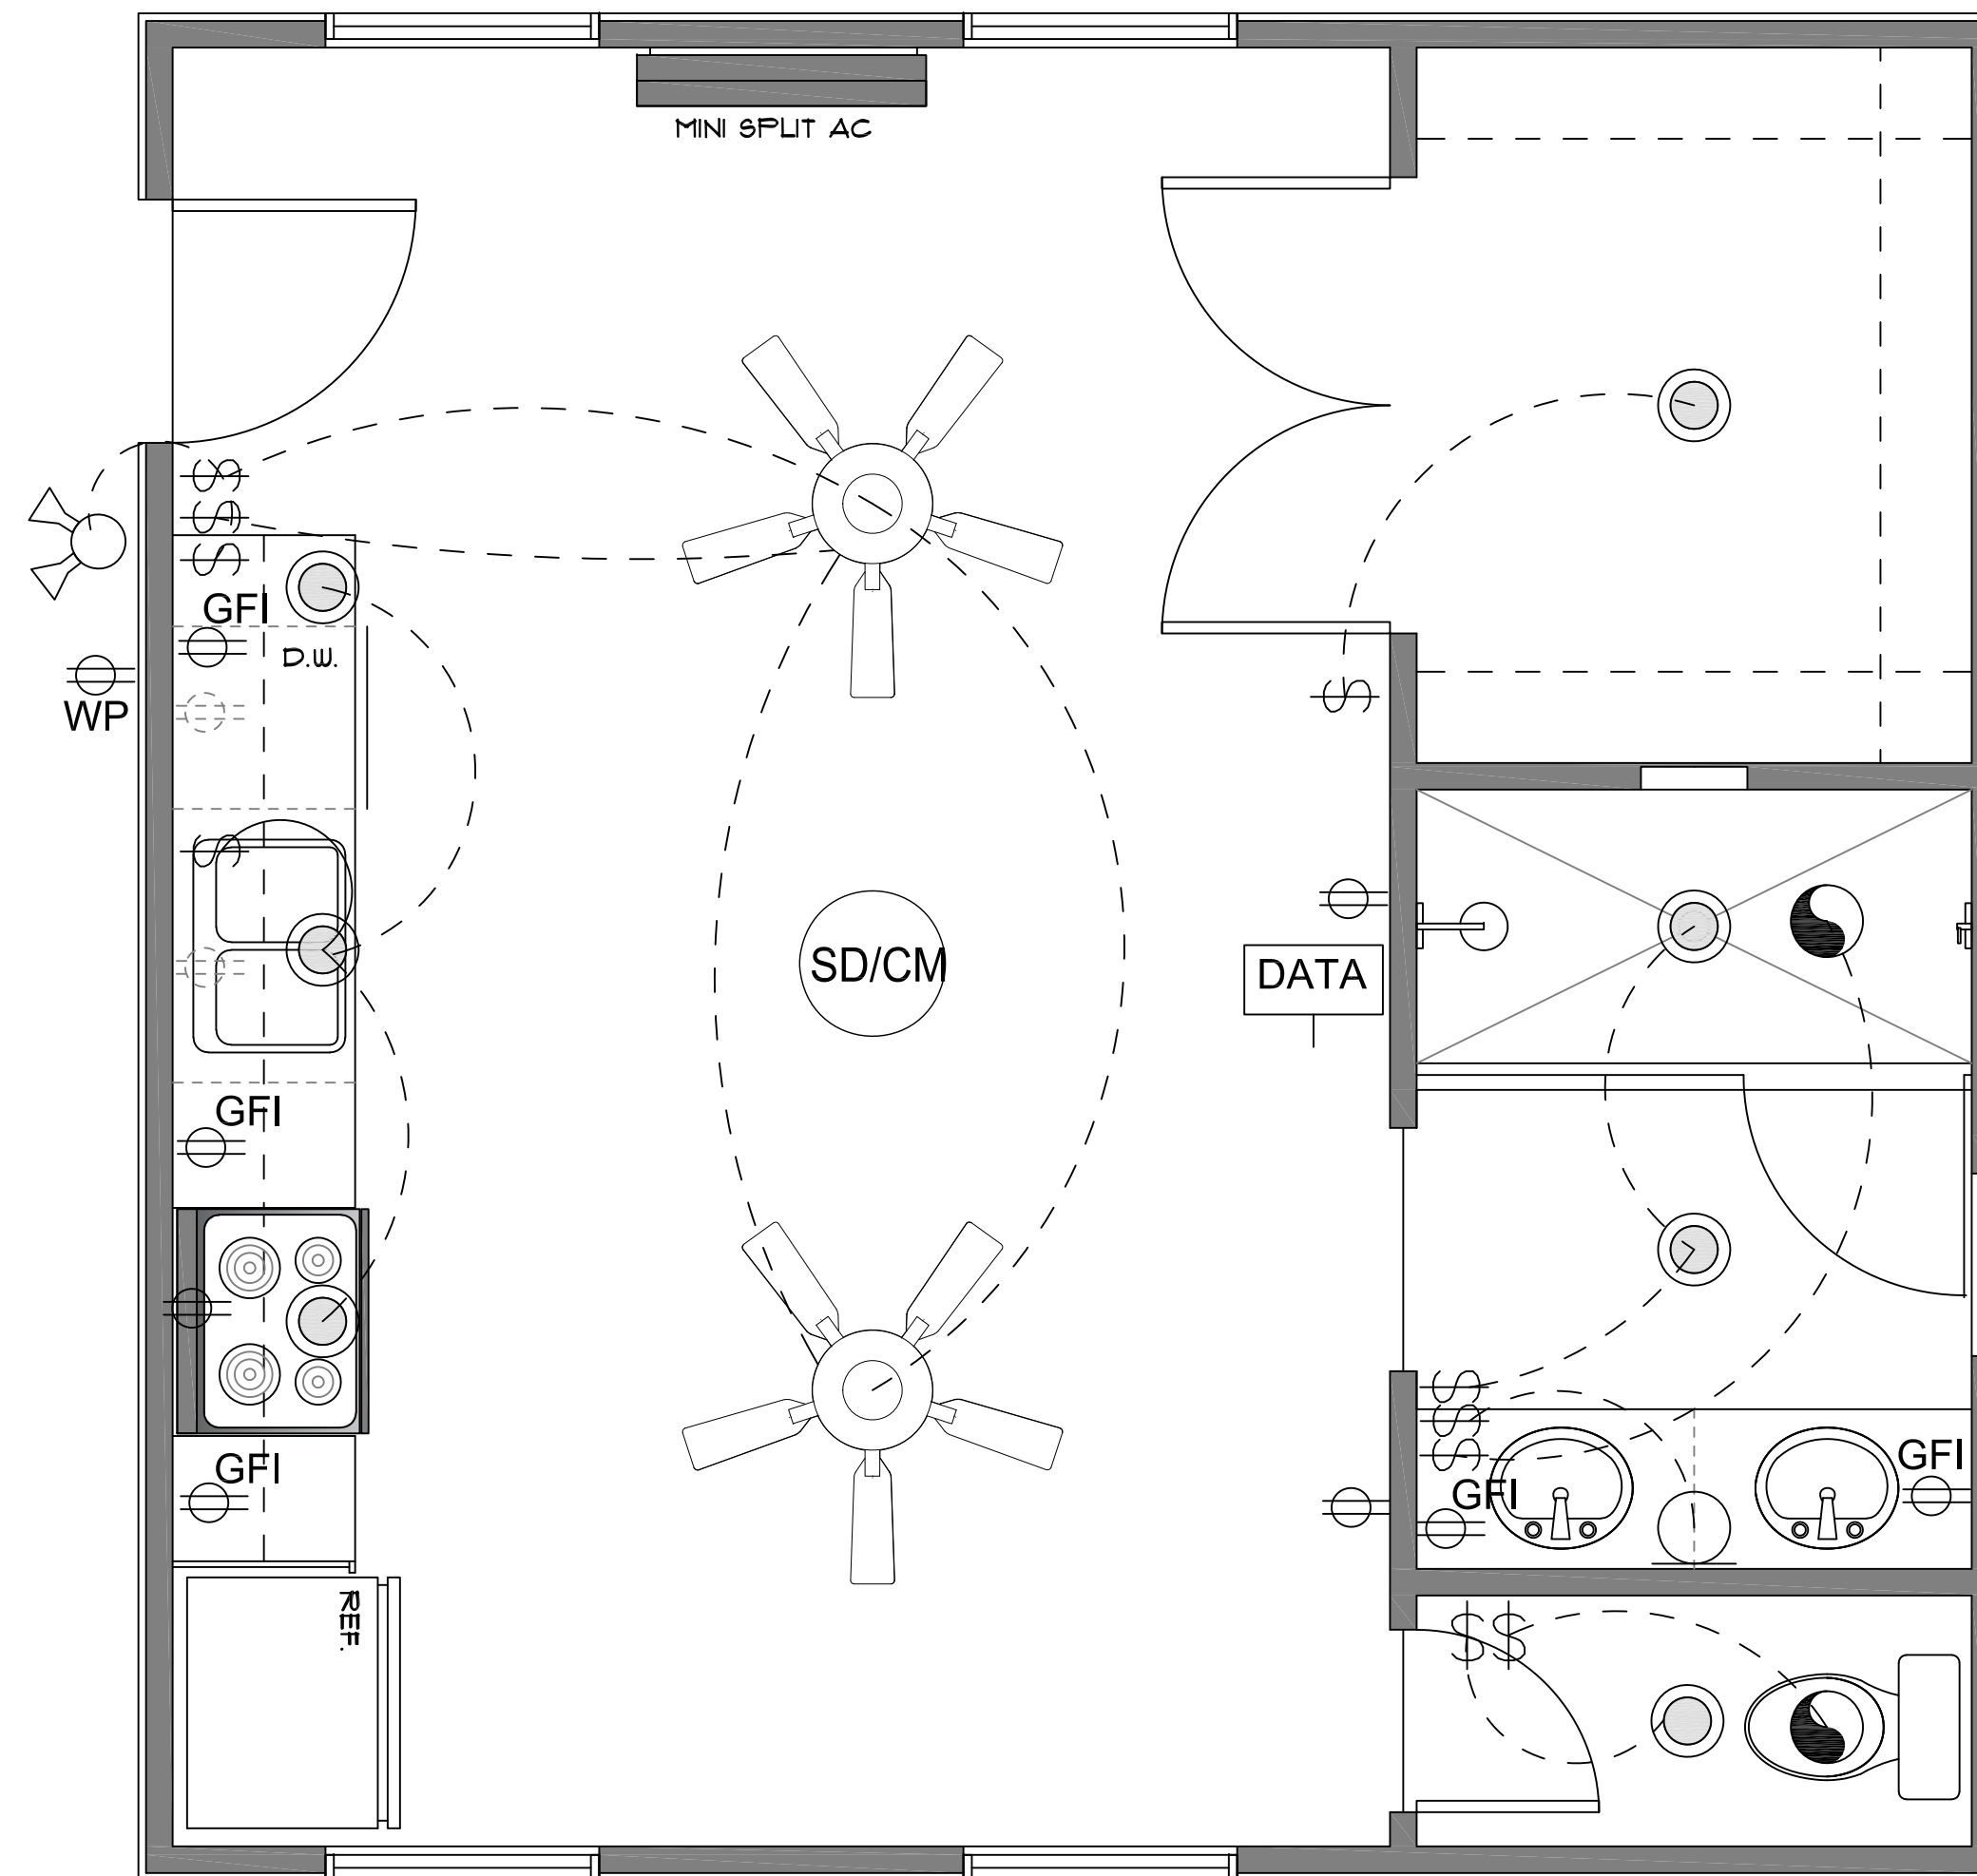 MINI SPLIT AC
$
$
$
GFI
D.W.
WP
$
$
SD/CM
DATA
GFI
$
$
$
GFI
GFI
GFI
REF.
$$